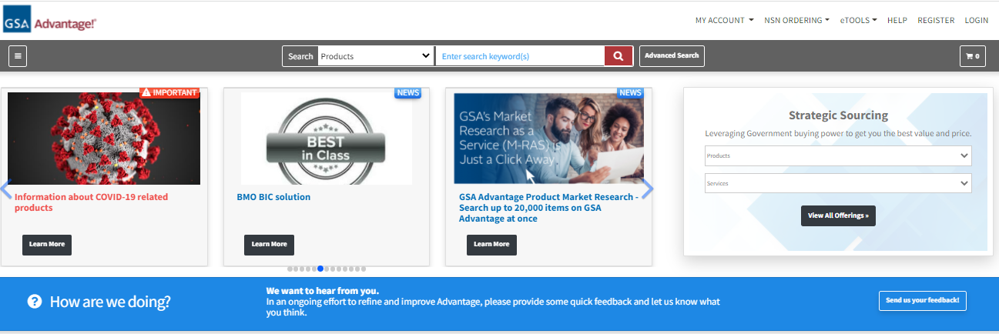 GSA Advantage!®
MY ACCOUNT
NSN ORDERING
eTOOLS
HELP
REGISTER
LOGIN
Search
Products
Enter search keyword(s)
Advanced Search
0
IMPORTANT
Information about COVID-19 related
products
Learn More
NEWS
BEST
in Class
BMO BIC solution
Learn More
NEWS
GSA's Market
Research as a
Service (M-RAS) is
Just a Click Away
GSA Advantage Product Market Research -
Search up to 20,000 items on GSA
Advantage at once
Learn More
Strategic Sourcing
Leveraging Government buying power to get you the best value and price.
Products
Services
View All Offerings »
? How are we doing?
We want to hear from you.
In an ongoing effort to refine and improve Advantage, please provide some quick feedback and let us know what
you think.
Send us your feedback!